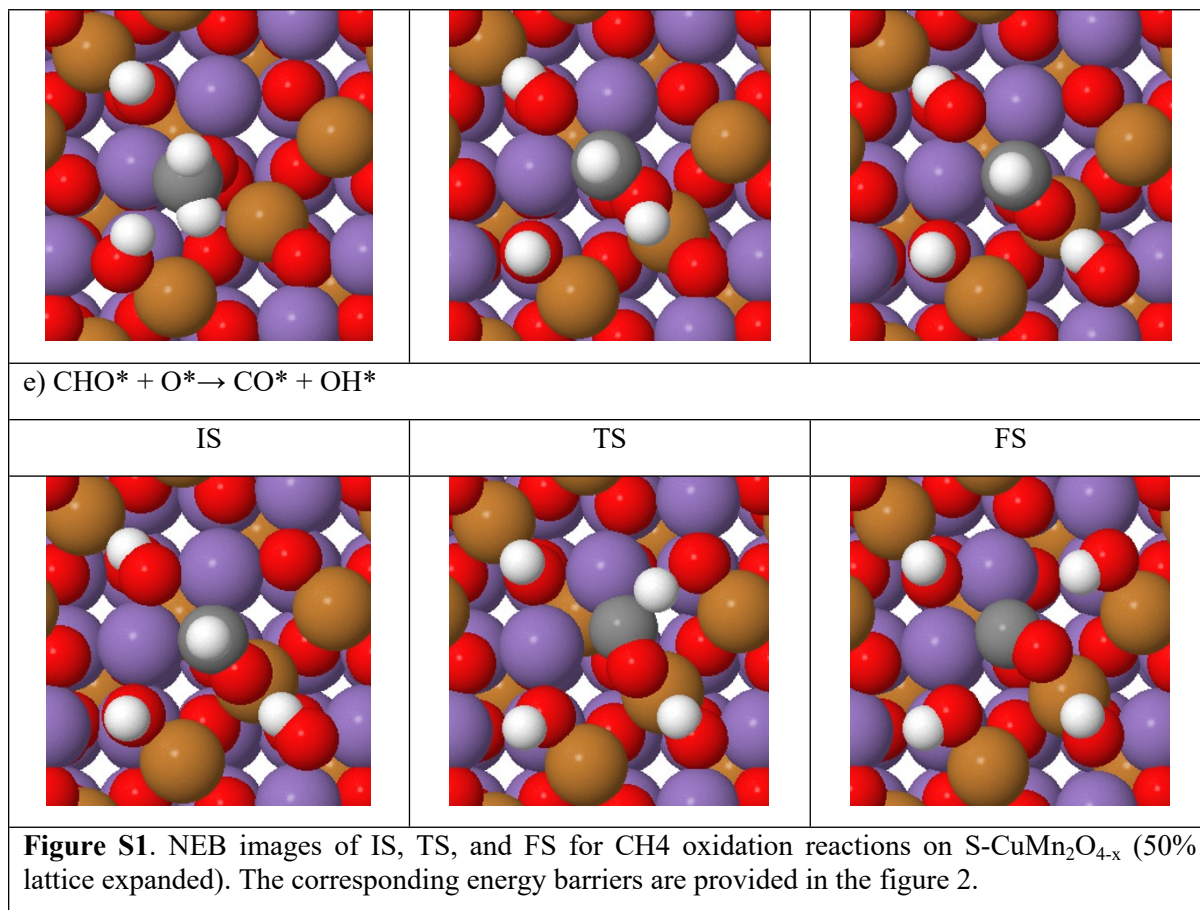 e) CHO* + O*→ CO* + OH*
IS TS FS
Figure S1. NEB images of IS, TS, and FS for CH4 oxidation reactions on S-CuMn₂O₄₋ₓ (50%
lattice expanded). The corresponding energy barriers are provided in the figure 2.